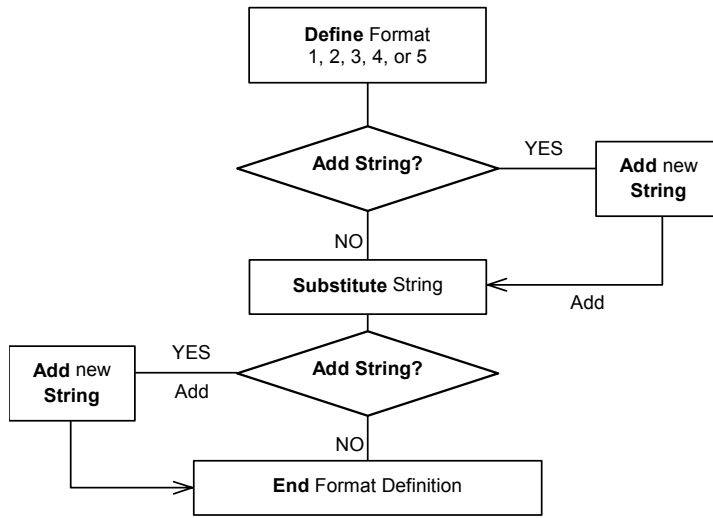 Define Format
1, 2, 3, 4, or 5
Add String?
YES
Add new
String
NO
Substitute String
Add
Add String?
YES
Add
Add new
String
NO
End Format Definition